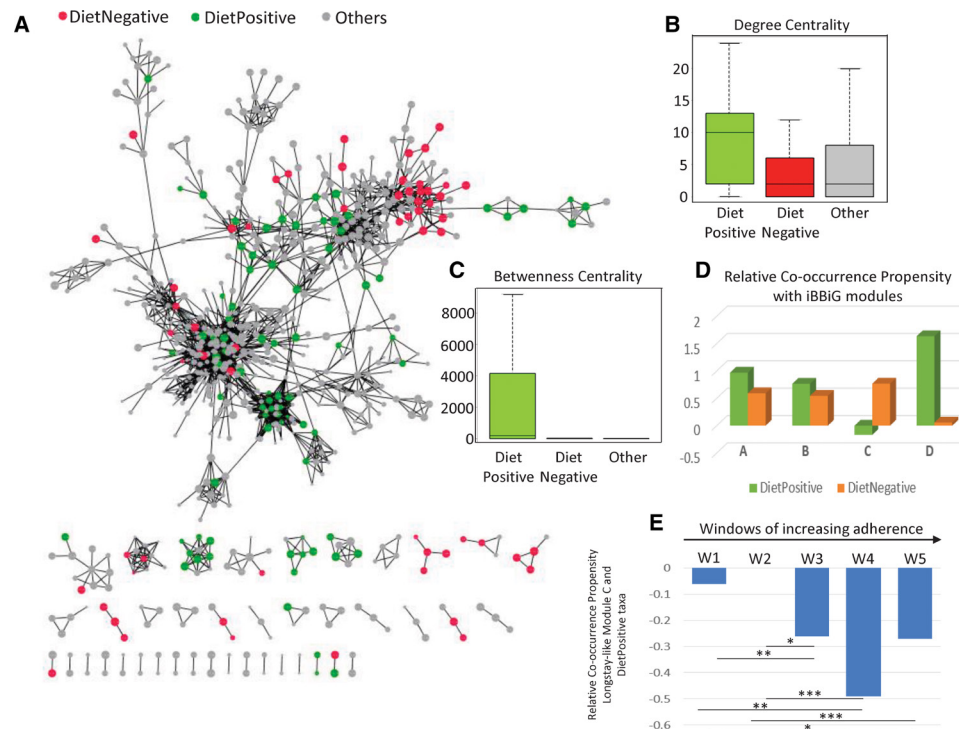 A
DietNegative
DietPositive
Others
B
Degree Centrality
20
15
10
5
0
Diet Positive
Diet Negative
Other
C
Betwenness Centrality
8000
6000
4000
2000
0
Diet Positive
Diet Negative
Other
D
Relative Co-occurrence Propensity
with iBBiG modules
2
1.5
1
0.5
0
-0.5
A
B
C
D
DietPositive
DietNegative
E
Windows of increasing adherence
W1
W2
W3
W4
W5
Relative Co-occurrence Propensity
Longstay-like Module C and
DietPositive taxa
0
-0.1
-0.2
-0.3
-0.4
-0.5
-0.6
*
**
***
**
***
*